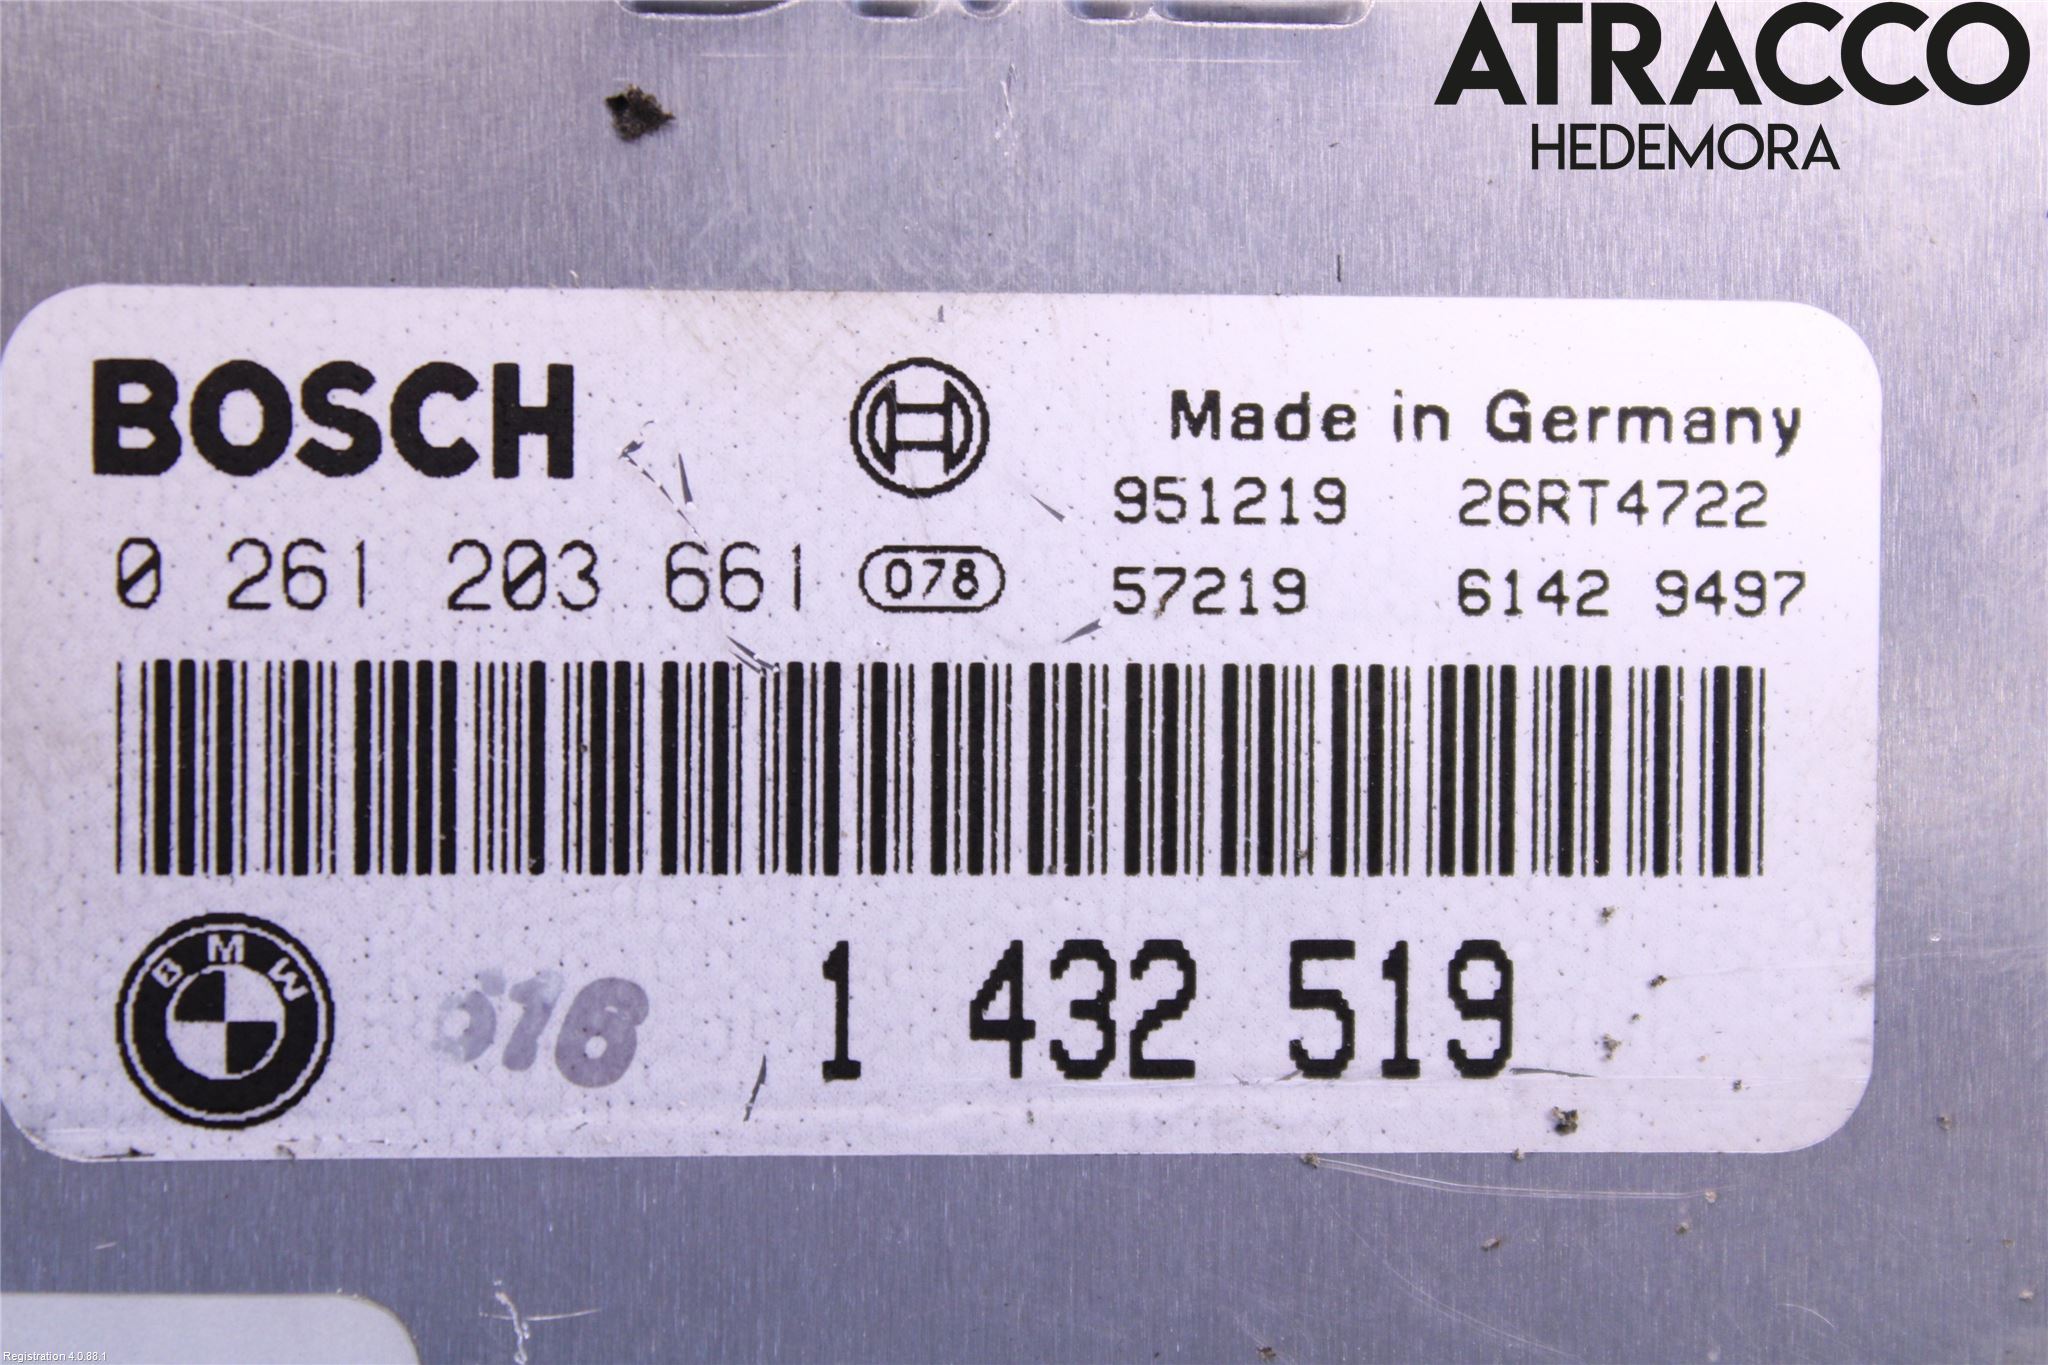 ATRACCO
HEDEMORA
BOSCH
Made in Germany
951219 26RT4722
0 261 203 661 078 57219 6142 9497
BMW
1 432 519
Registration 4.0.88.1